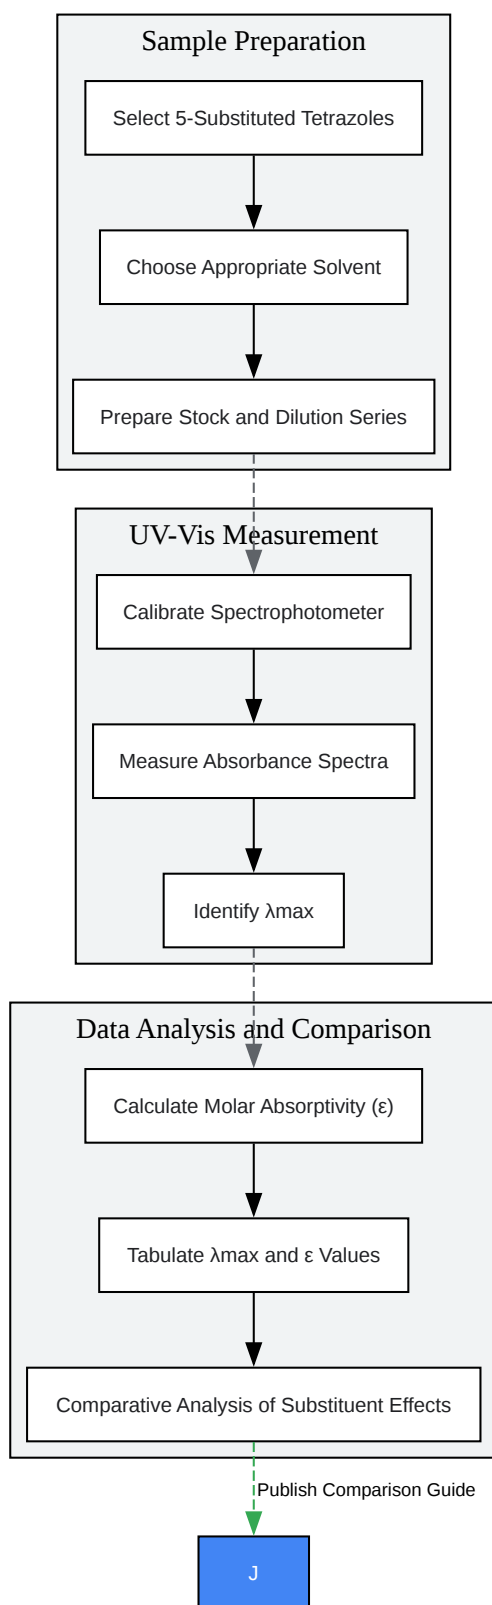 Sample Preparation
Select 5-Substituted Tetrazoles
Choose Appropriate Solvent
Prepare Stock and Dilution Series
UV-Vis Measurement
Calibrate Spectrophotometer
Measure Absorbance Spectra
Identify λmax
Data Analysis and Comparison
Calculate Molar Absorptivity (ε)
Tabulate λmax and ε Values
Comparative Analysis of Substituent Effects
Publish Comparison Guide
J